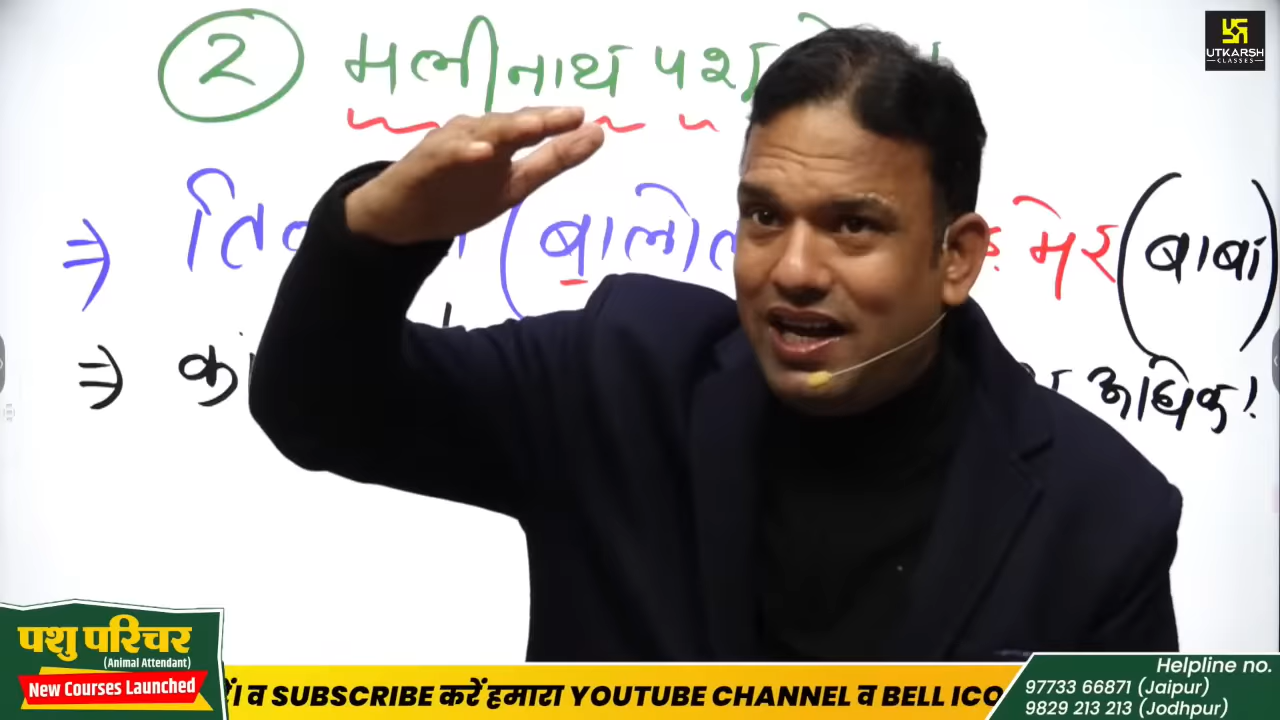 UTKARSH
CLASSES
2 मलीनाथ पशु
⇒ (बालो मेर (बाबा)
⇒ अधिक!
पशु परिचर
(Animal Attendant)
New Courses Launched
व SUBSCRIBE करें हमारा YOUTUBE CHANNEL व BELL ICO
Helpline no.
97733 66871 (Jaipur)
9829 213 213 (Jodhpur)